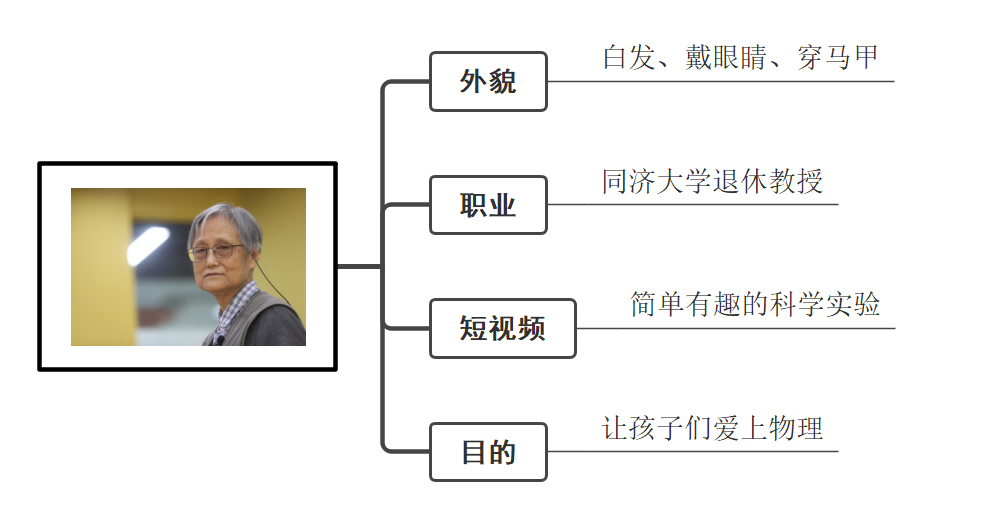 外貌
白发、戴眼睛、穿马甲
职业
同济大学退休教授
短视频
简单有趣的科学实验
目的
让孩子们爱上物理